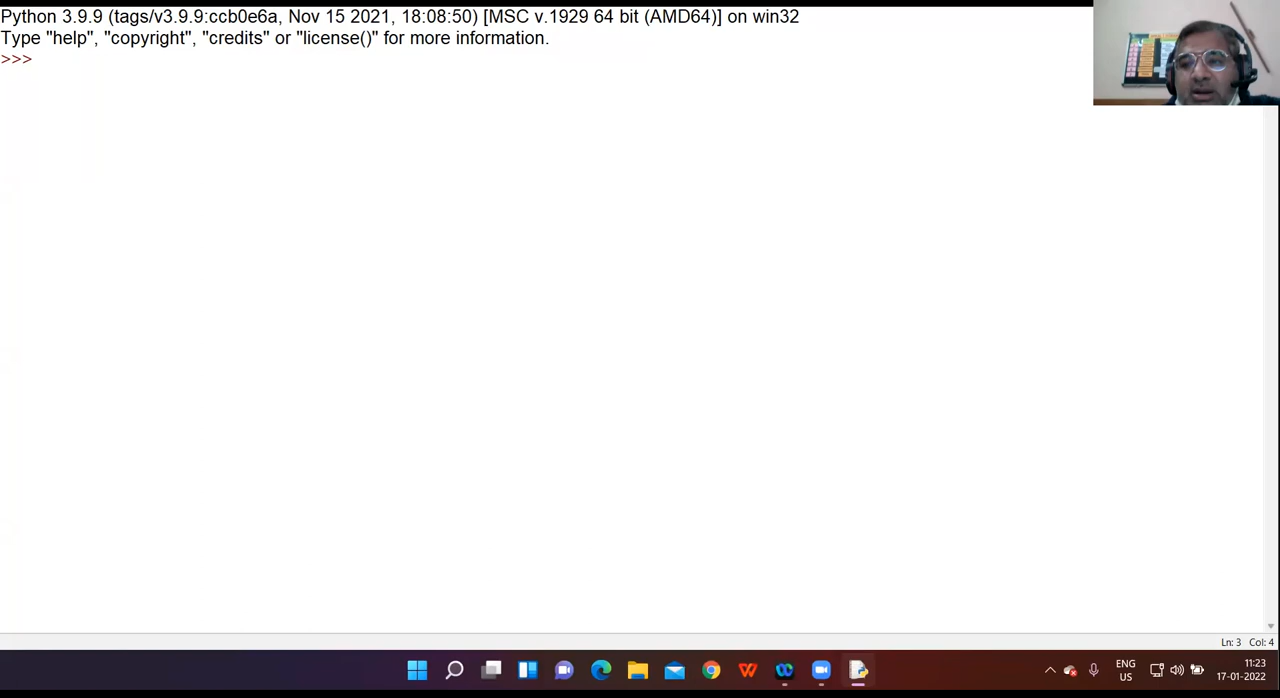 Python 3.9.9 (tags/v3.9.9:ccb0e6a, Nov 15 2021, 18:08:50) [MSC v.1929 64 bit (AMD64)] on win32
Type "help", "copyright", "credits" or "license()" for more information.
>>>
Ln: 3 Col: 4
ENG
US
11:23
17-01-2022